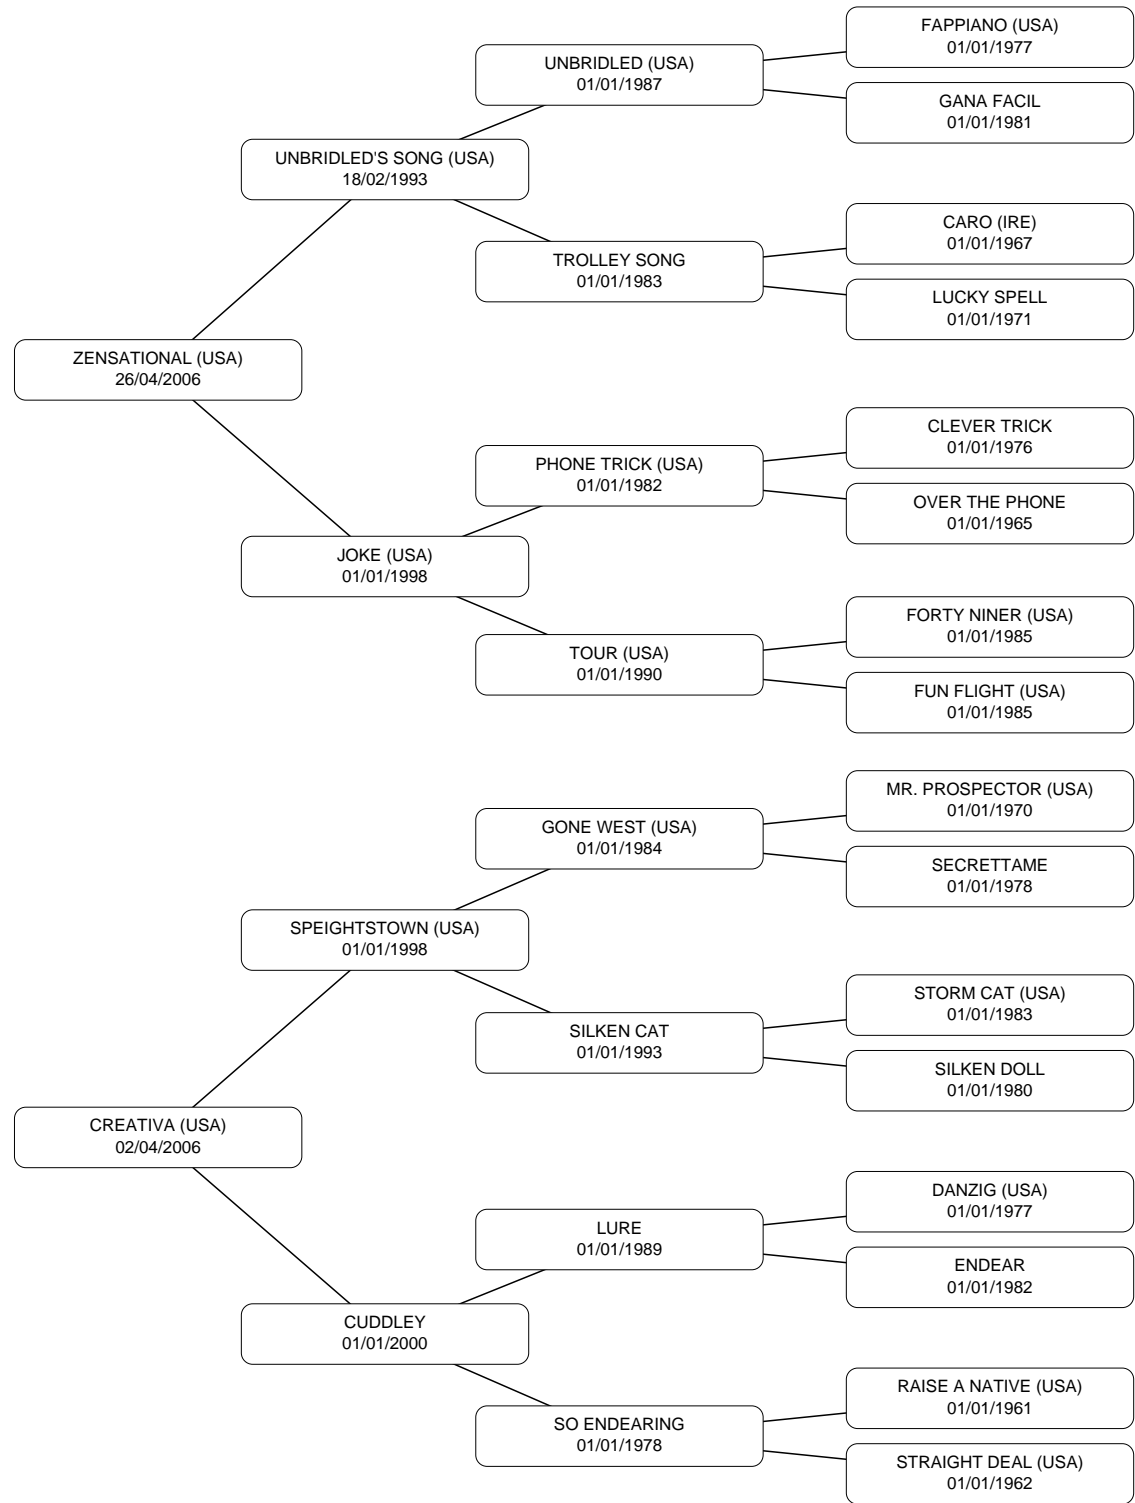 FAPPIANO (USA)
01/01/1977
UNBRIDLED (USA)
01/01/1987
GANA FACIL
01/01/1981
UNBRIDLED'S SONG (USA)
18/02/1993
CARO (IRE)
01/01/1967
TROLLEY SONG
01/01/1983
LUCKY SPELL
01/01/1971
ZENSATIONAL (USA)
26/04/2006
CLEVER TRICK
01/01/1976
PHONE TRICK (USA)
01/01/1982
OVER THE PHONE
01/01/1965
JOKE (USA)
01/01/1998
FORTY NINER (USA)
01/01/1985
TOUR (USA)
01/01/1990
FUN FLIGHT (USA)
01/01/1985
MR. PROSPECTOR (USA)
01/01/1970
GONE WEST (USA)
01/01/1984
SECRETTAME
01/01/1978
SPEIGHTSTOWN (USA)
01/01/1998
STORM CAT (USA)
01/01/1983
SILKEN CAT
01/01/1993
SILKEN DOLL
01/01/1980
CREATIVA (USA)
02/04/2006
DANZIG (USA)
01/01/1977
LURE
01/01/1989
ENDEAR
01/01/1982
CUDDLEY
01/01/2000
RAISE A NATIVE (USA)
01/01/1961
SO ENDEARING
01/01/1978
STRAIGHT DEAL (USA)
01/01/1962